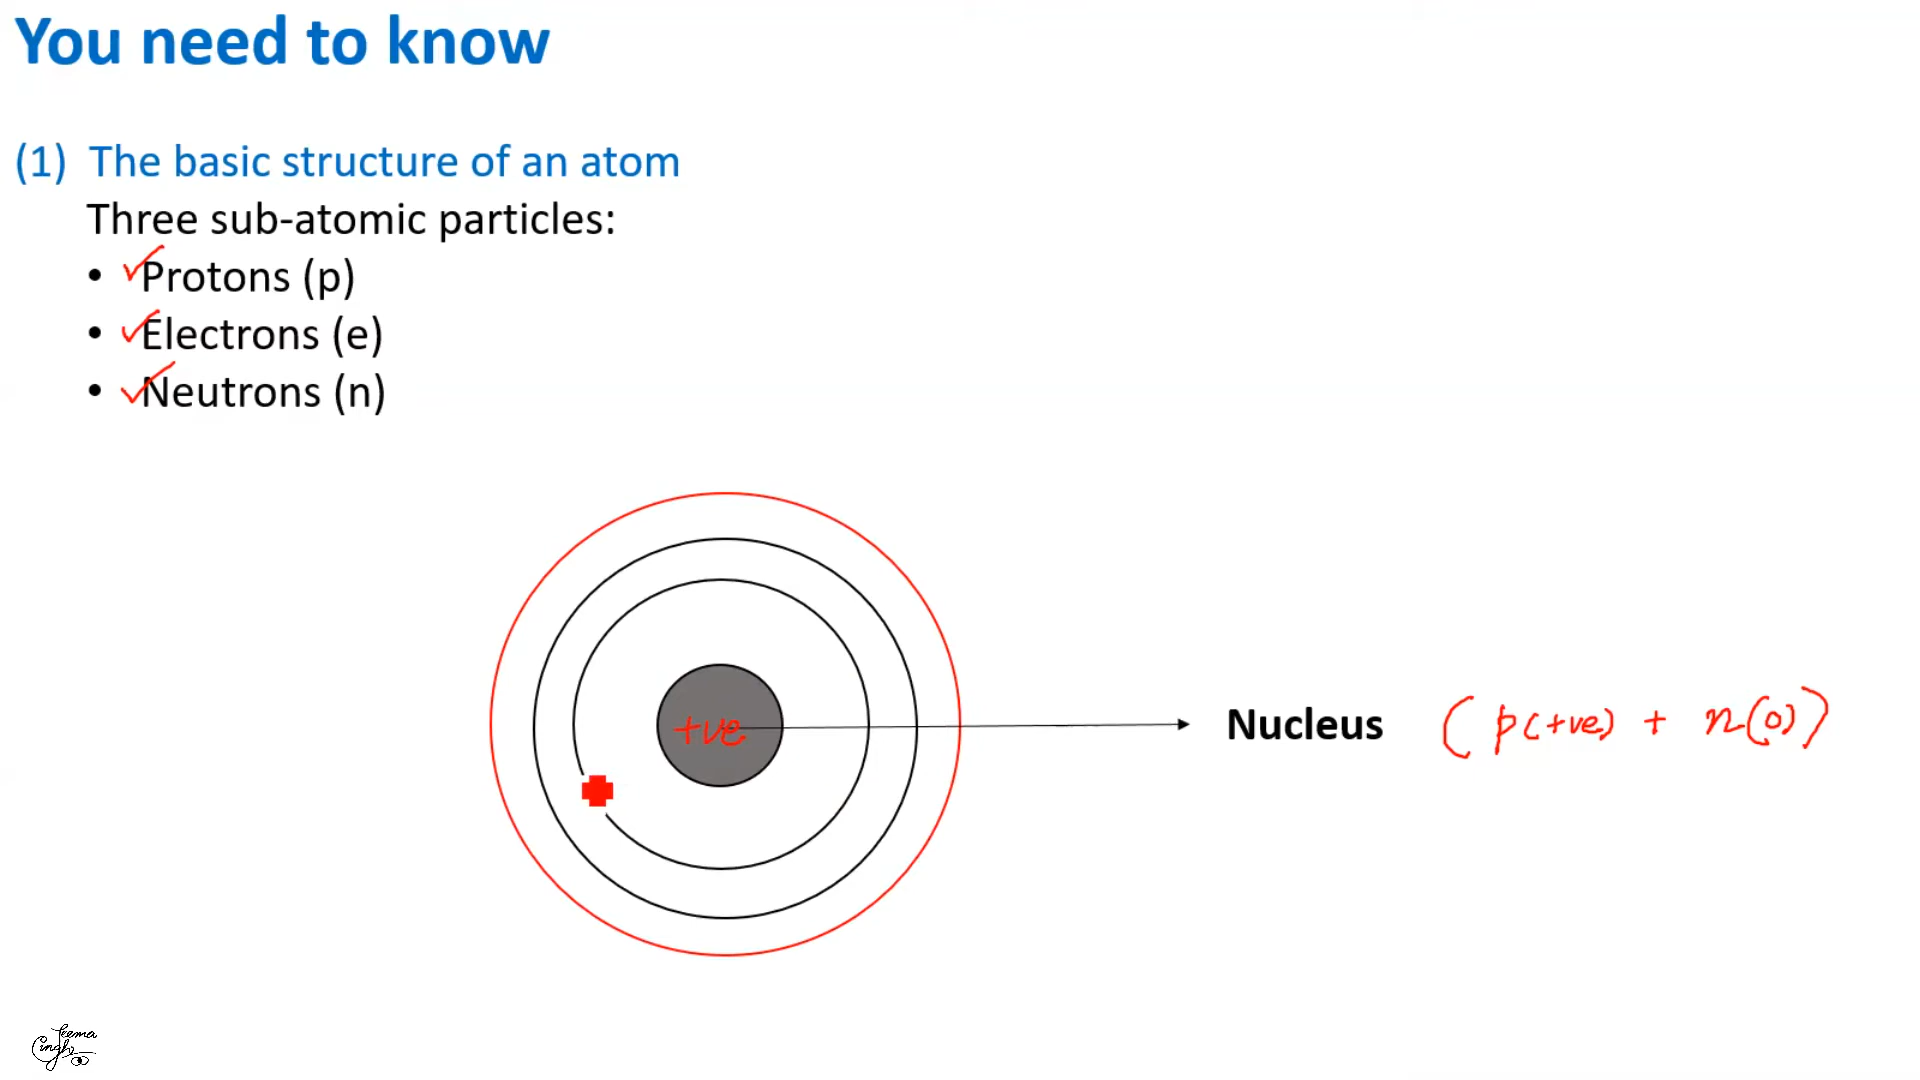 You need to know
(1) The basic structure of an atom
Three sub-atomic particles:
• Protons (p)
• Electrons (e)
• Neutrons (n)
+ve
Nucleus (p(+ve) + n(0))